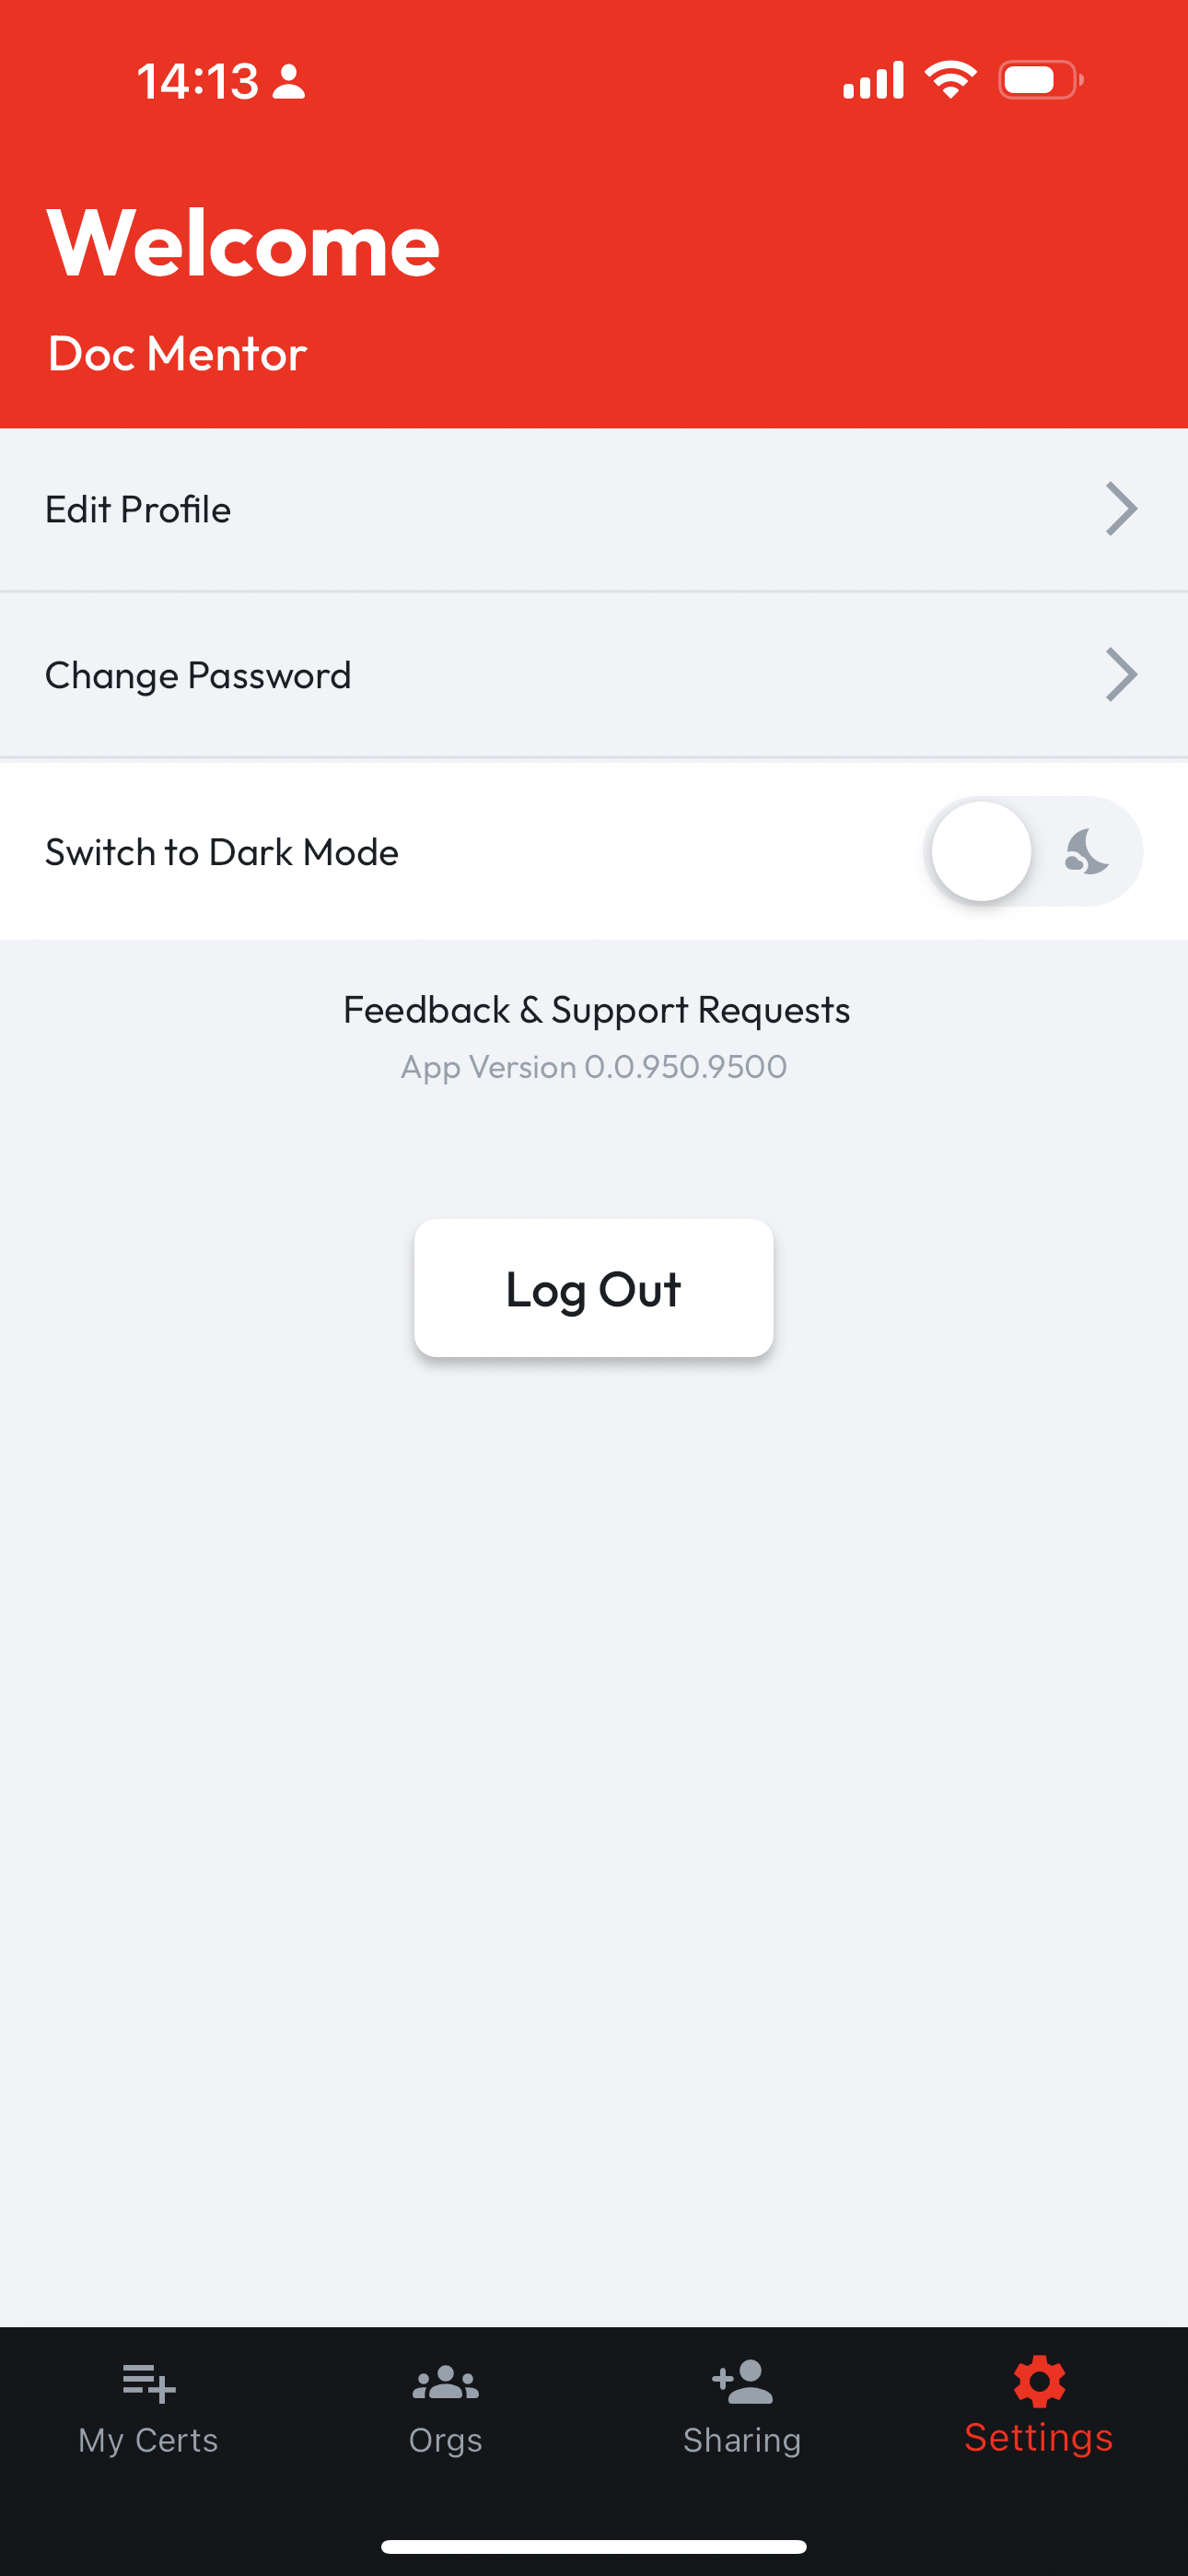 14:13
Welcome
Doc Mentor
Edit Profile
Change Password
Switch to Dark Mode
Feedback & Support Requests
App Version 0.0.950.9500
Log Out
My Certs
Orgs
Sharing
Settings